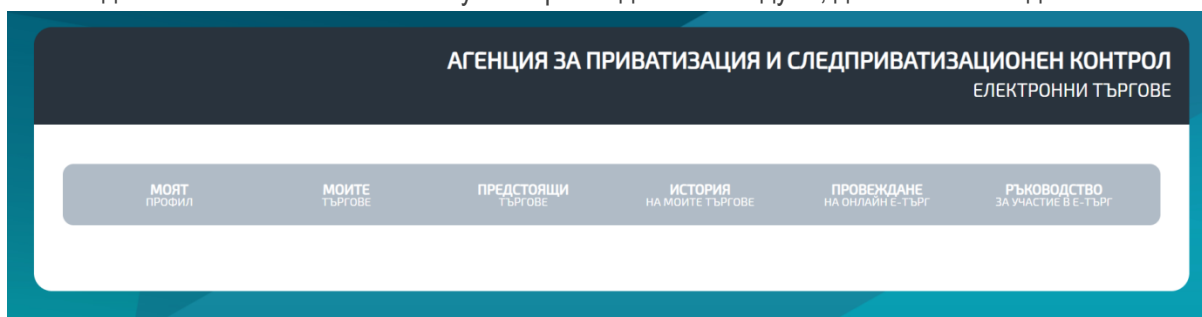 АГЕНЦИЯ ЗА ПРИВАТИЗАЦИЯ И СЛЕДПРИВАТИЗАЦИОНЕН КОНТРОЛ
ЕЛЕКТРОННИ ТЪРГОВЕ
МОЯТ
ПРОФИЛ
МОИТЕ
ТЪРГОВЕ
ПРЕДСТОЯЩИ
ТЪРГОВЕ
ИСТОРИЯ
НА МОИТЕ ТЪРГОВЕ
ПРОВЕЖДАНЕ
НА ОНЛАЙН Е-ТЪРГ
РЪКОВОДСТВО
ЗА УЧАСТИЕ В Е-ТЪРГ